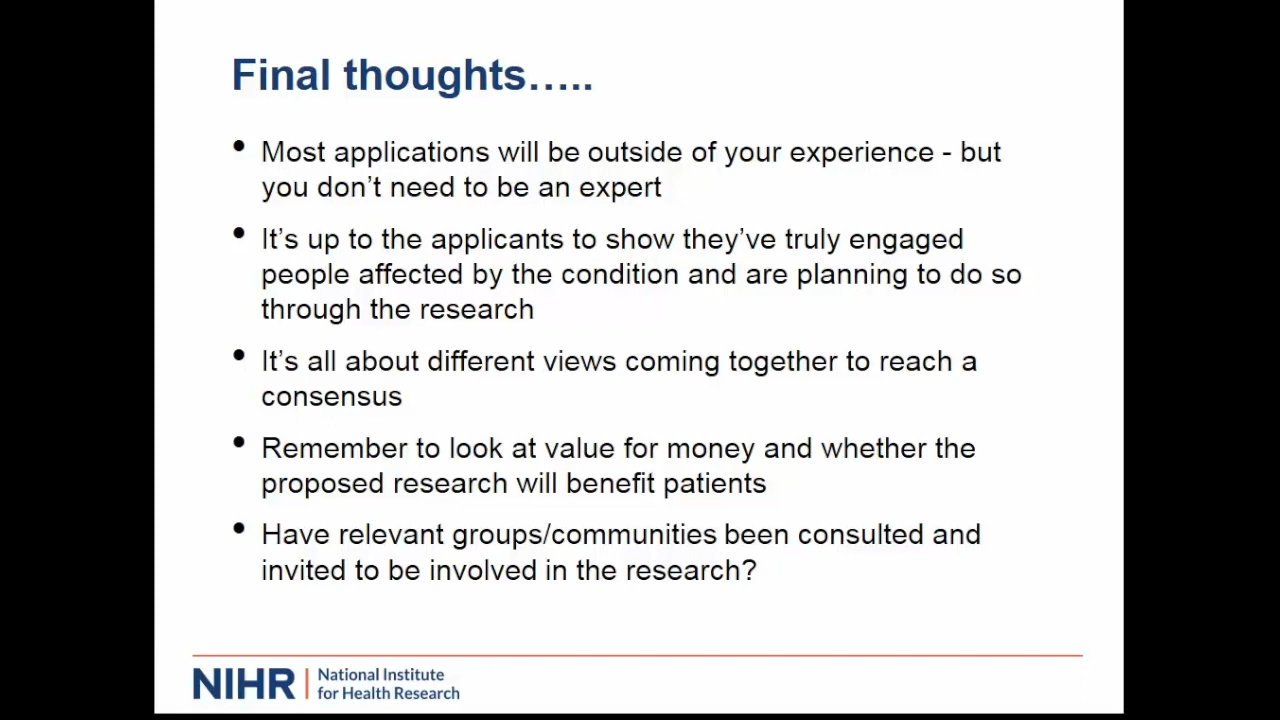 Final thoughts…..
• Most applications will be outside of your experience - but
you don’t need to be an expert
• It’s up to the applicants to show they’ve truly engaged
people affected by the condition and are planning to do so
through the research
• It’s all about different views coming together to reach a
consensus
• Remember to look at value for money and whether the
proposed research will benefit patients
• Have relevant groups/communities been consulted and
invited to be involved in the research?
NIHR | National Institute
for Health Research